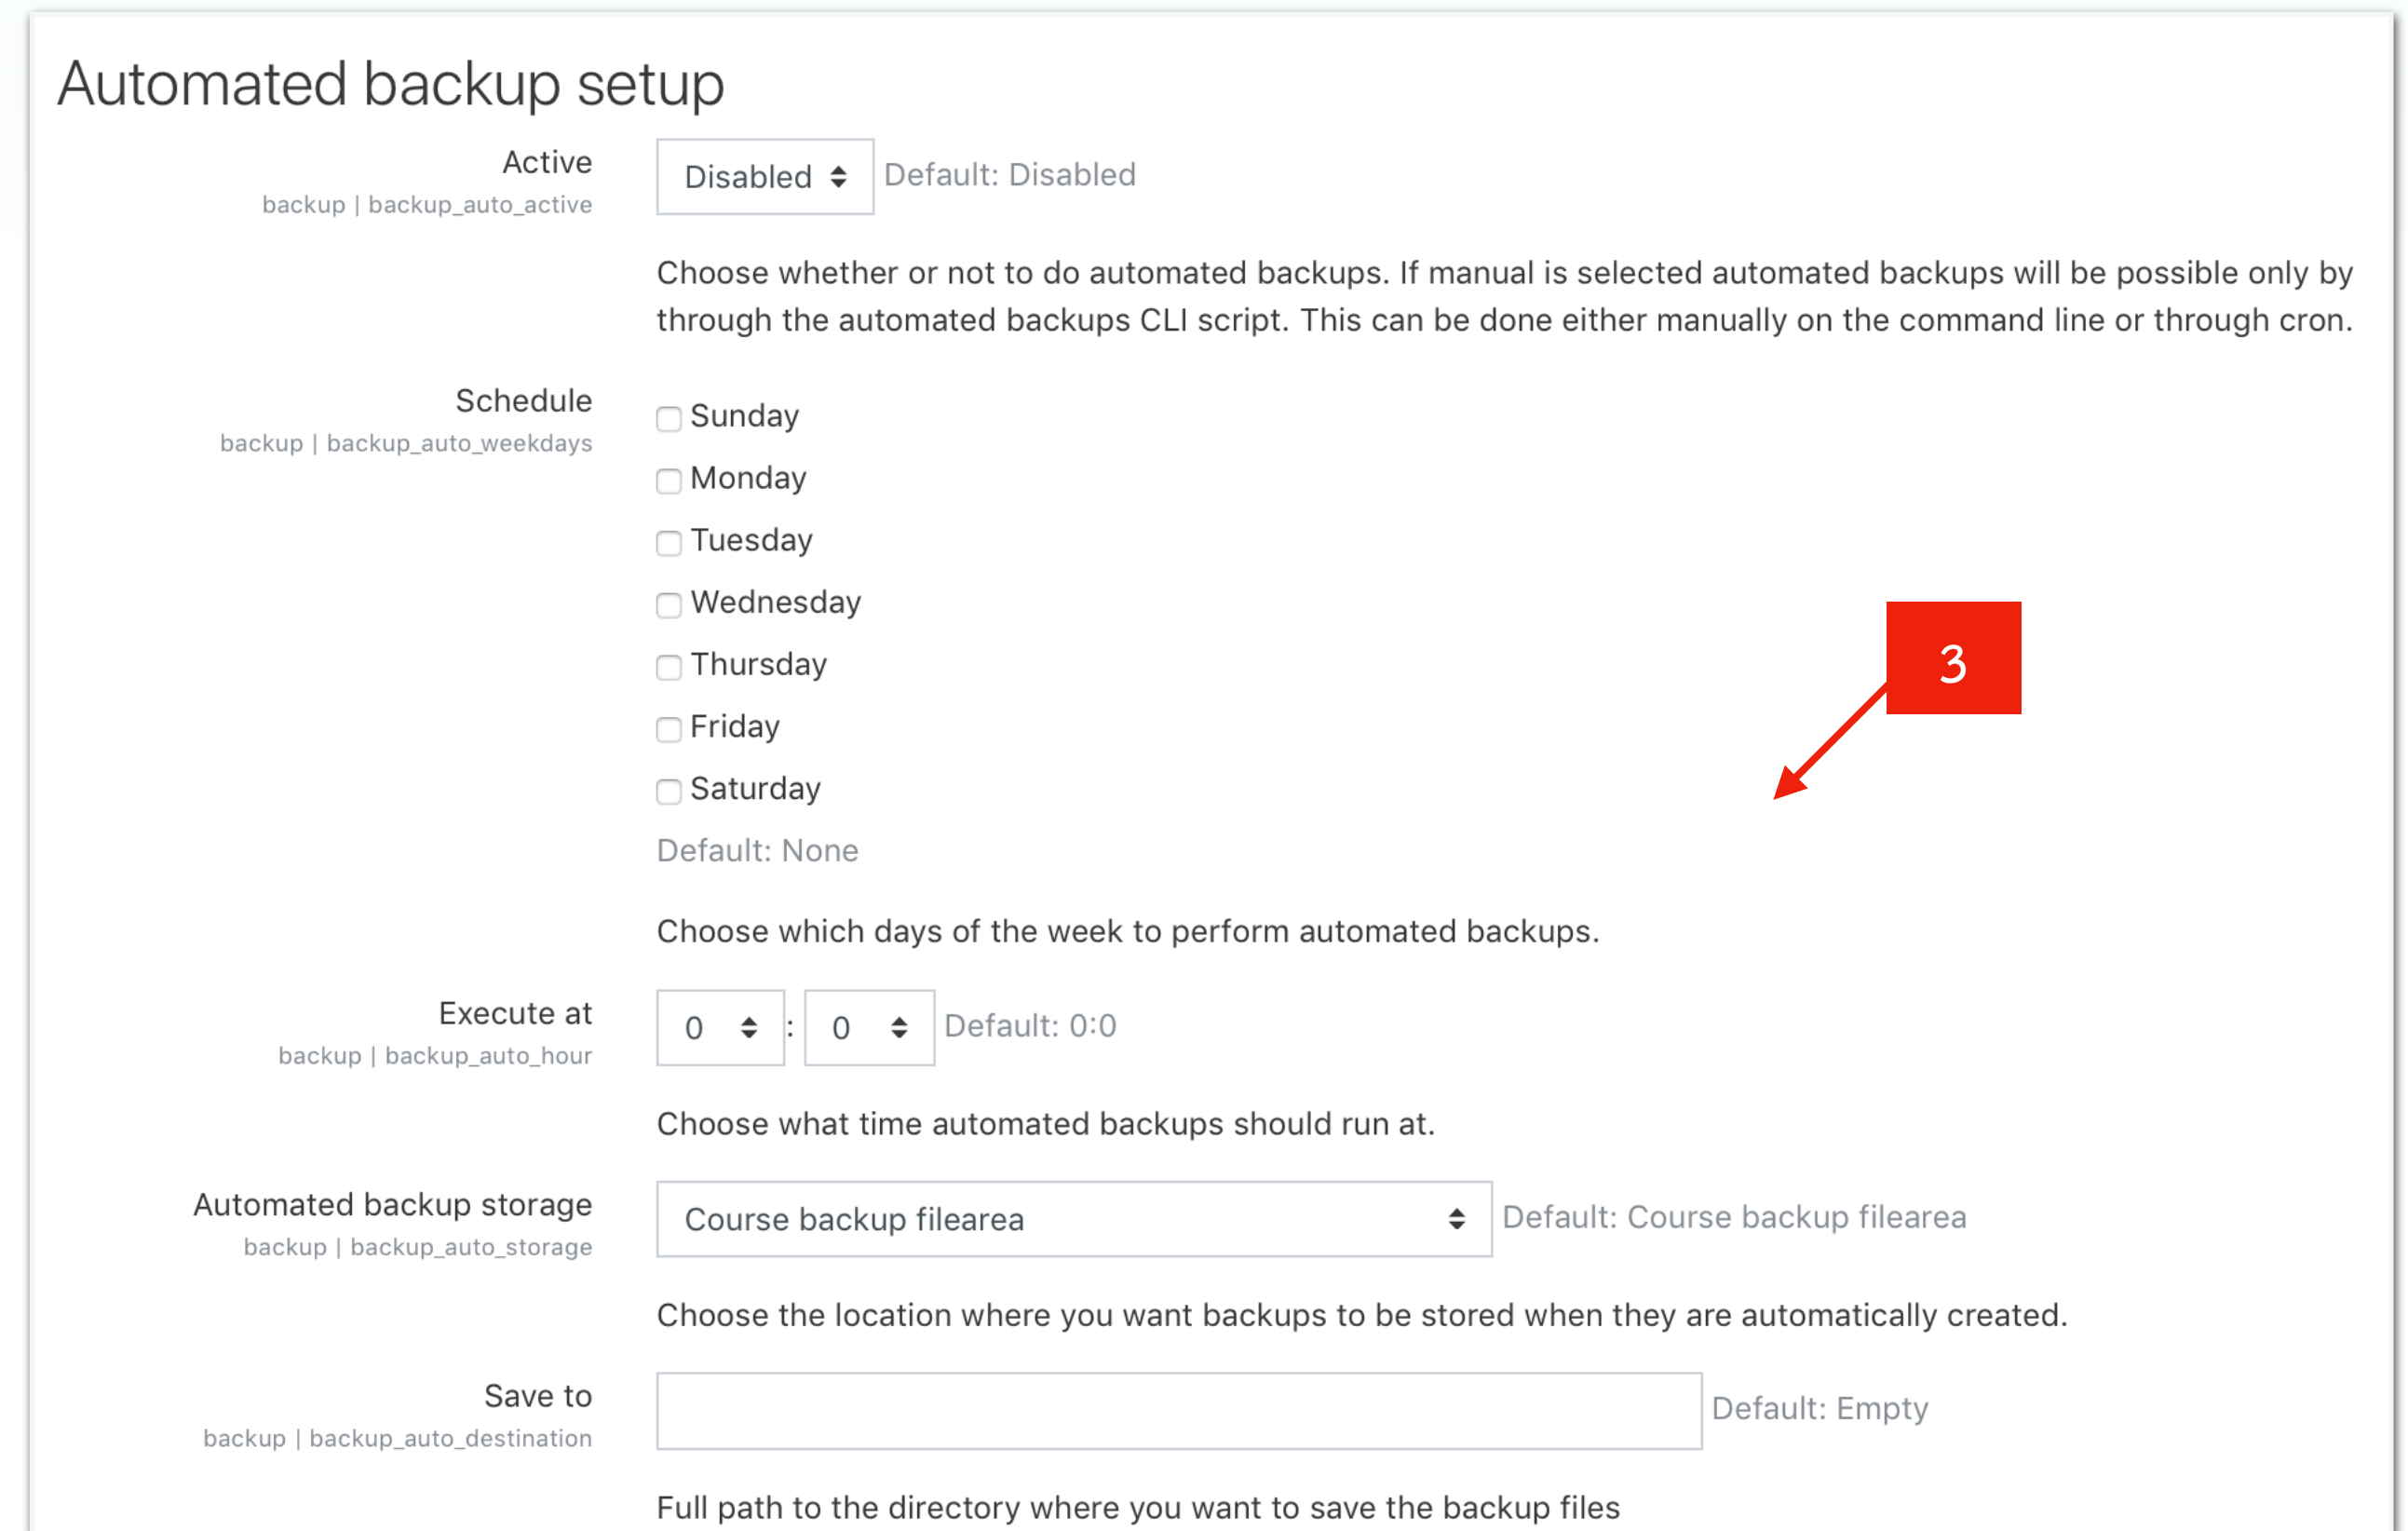 Automated backup setup
Active
backup | backup_auto_active
Disabled
Default: Disabled
Choose whether or not to do automated backups. If manual is selected automated backups will be possible only by
through the automated backups CLI script. This can be done either manually on the command line or through cron.
Schedule
backup | backup_auto_weekdays
Sunday
Monday
Tuesday
Wednesday
Thursday
Friday
Saturday
Default: None
3
Choose which days of the week to perform automated backups.
Execute at
backup | backup_auto_hour
0 : 0 Default: 0:0
Choose what time automated backups should run at.
Automated backup storage
backup | backup_auto_storage
Course backup filearea
Default: Course backup filearea
Choose the location where you want backups to be stored when they are automatically created.
Save to
backup | backup_auto_destination
Default: Empty
Full path to the directory where you want to save the backup files